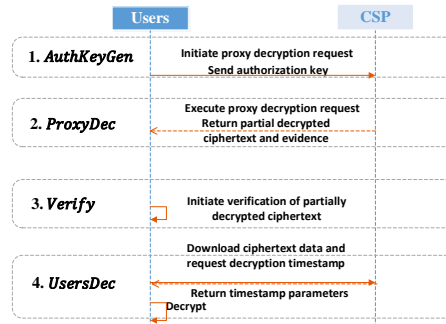 Users
CSP
1. AuthKeyGen
Initiate proxy decryption request
Send authorization key
2. ProxyDec
Execute proxy decryption request
Return partial decrypted
ciphertext and evidence
3. Verify
Initiate verification of partially
decrypted ciphertext
Download ciphertext data and
request decryption timestamp
4. UsersDec
Return timestamp parameters
Decrypt